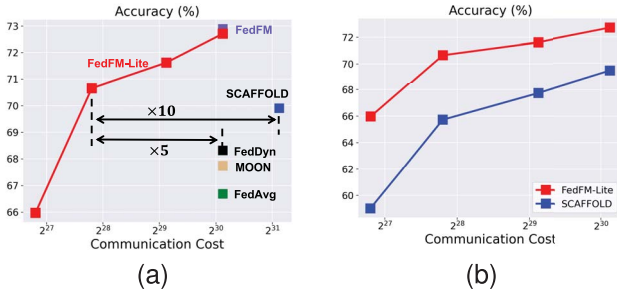 Accuracy (%)
73
72
71
70
69
68
67
66
FedFM
FedFM-Lite
SCAFFOLD
×10
×5
FedDyn
MOON
FedAvg
2^27
2^28
2^29
2^30
2^31
Communication Cost
(a)
Accuracy (%)
72
70
68
66
64
62
60
FedFM-Lite
SCAFFOLD
2^27
2^28
2^29
2^30
Communication Cost
(b)